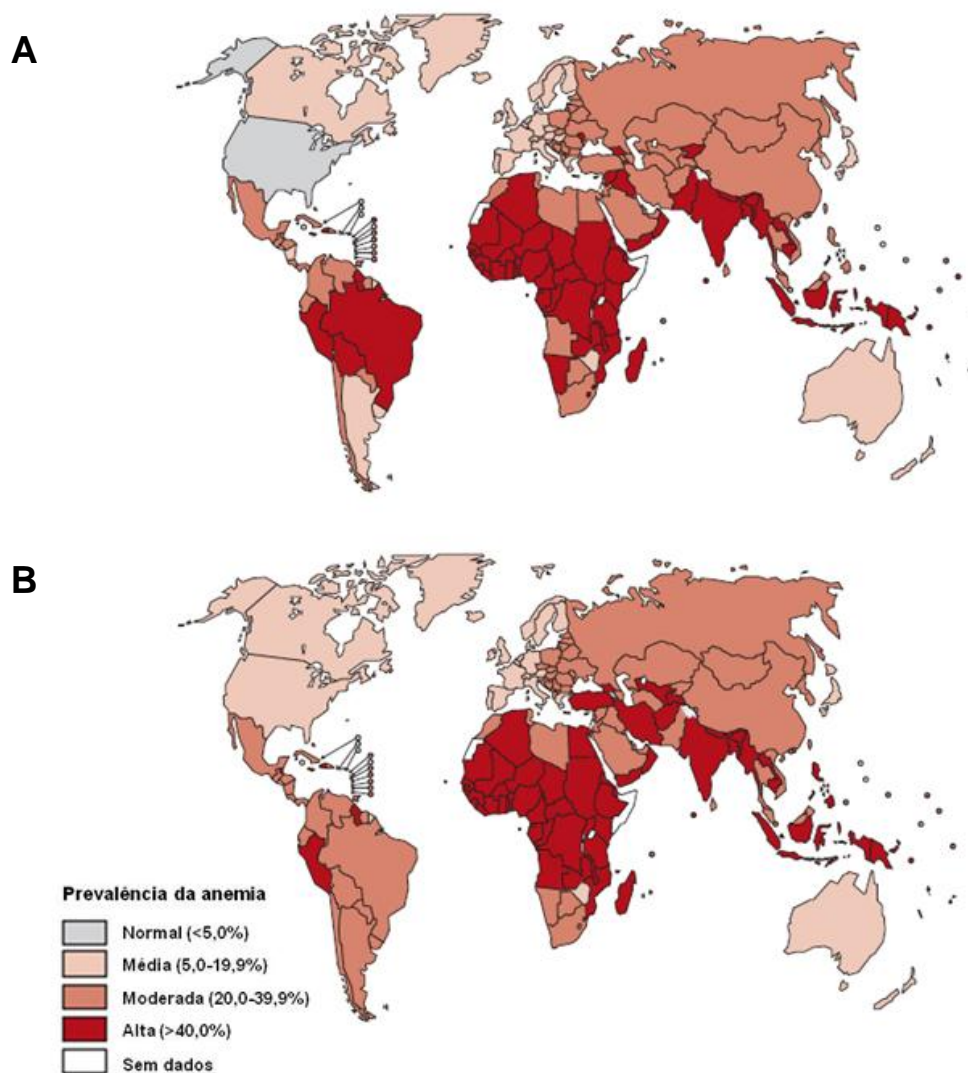 A
B
Prevalência da anemia
Normal (<5,0%)
Média (5,0-19,9%)
Moderada (20,0-39,9%)
Alta (>40,0%)
Sem dados